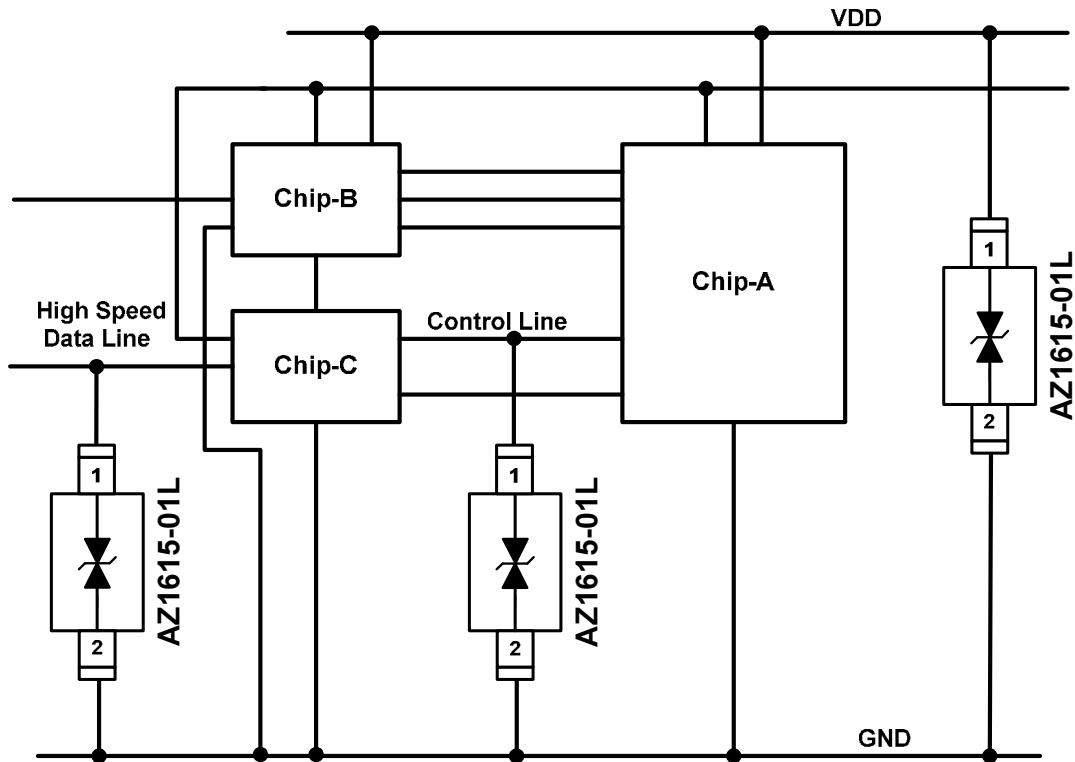 VDD
Chip-B
Chip-A
1
AZ1615-01L
2
High Speed
Data Line
Control Line
Chip-C
1
AZ1615-01L
2
1
AZ1615-01L
2
GND